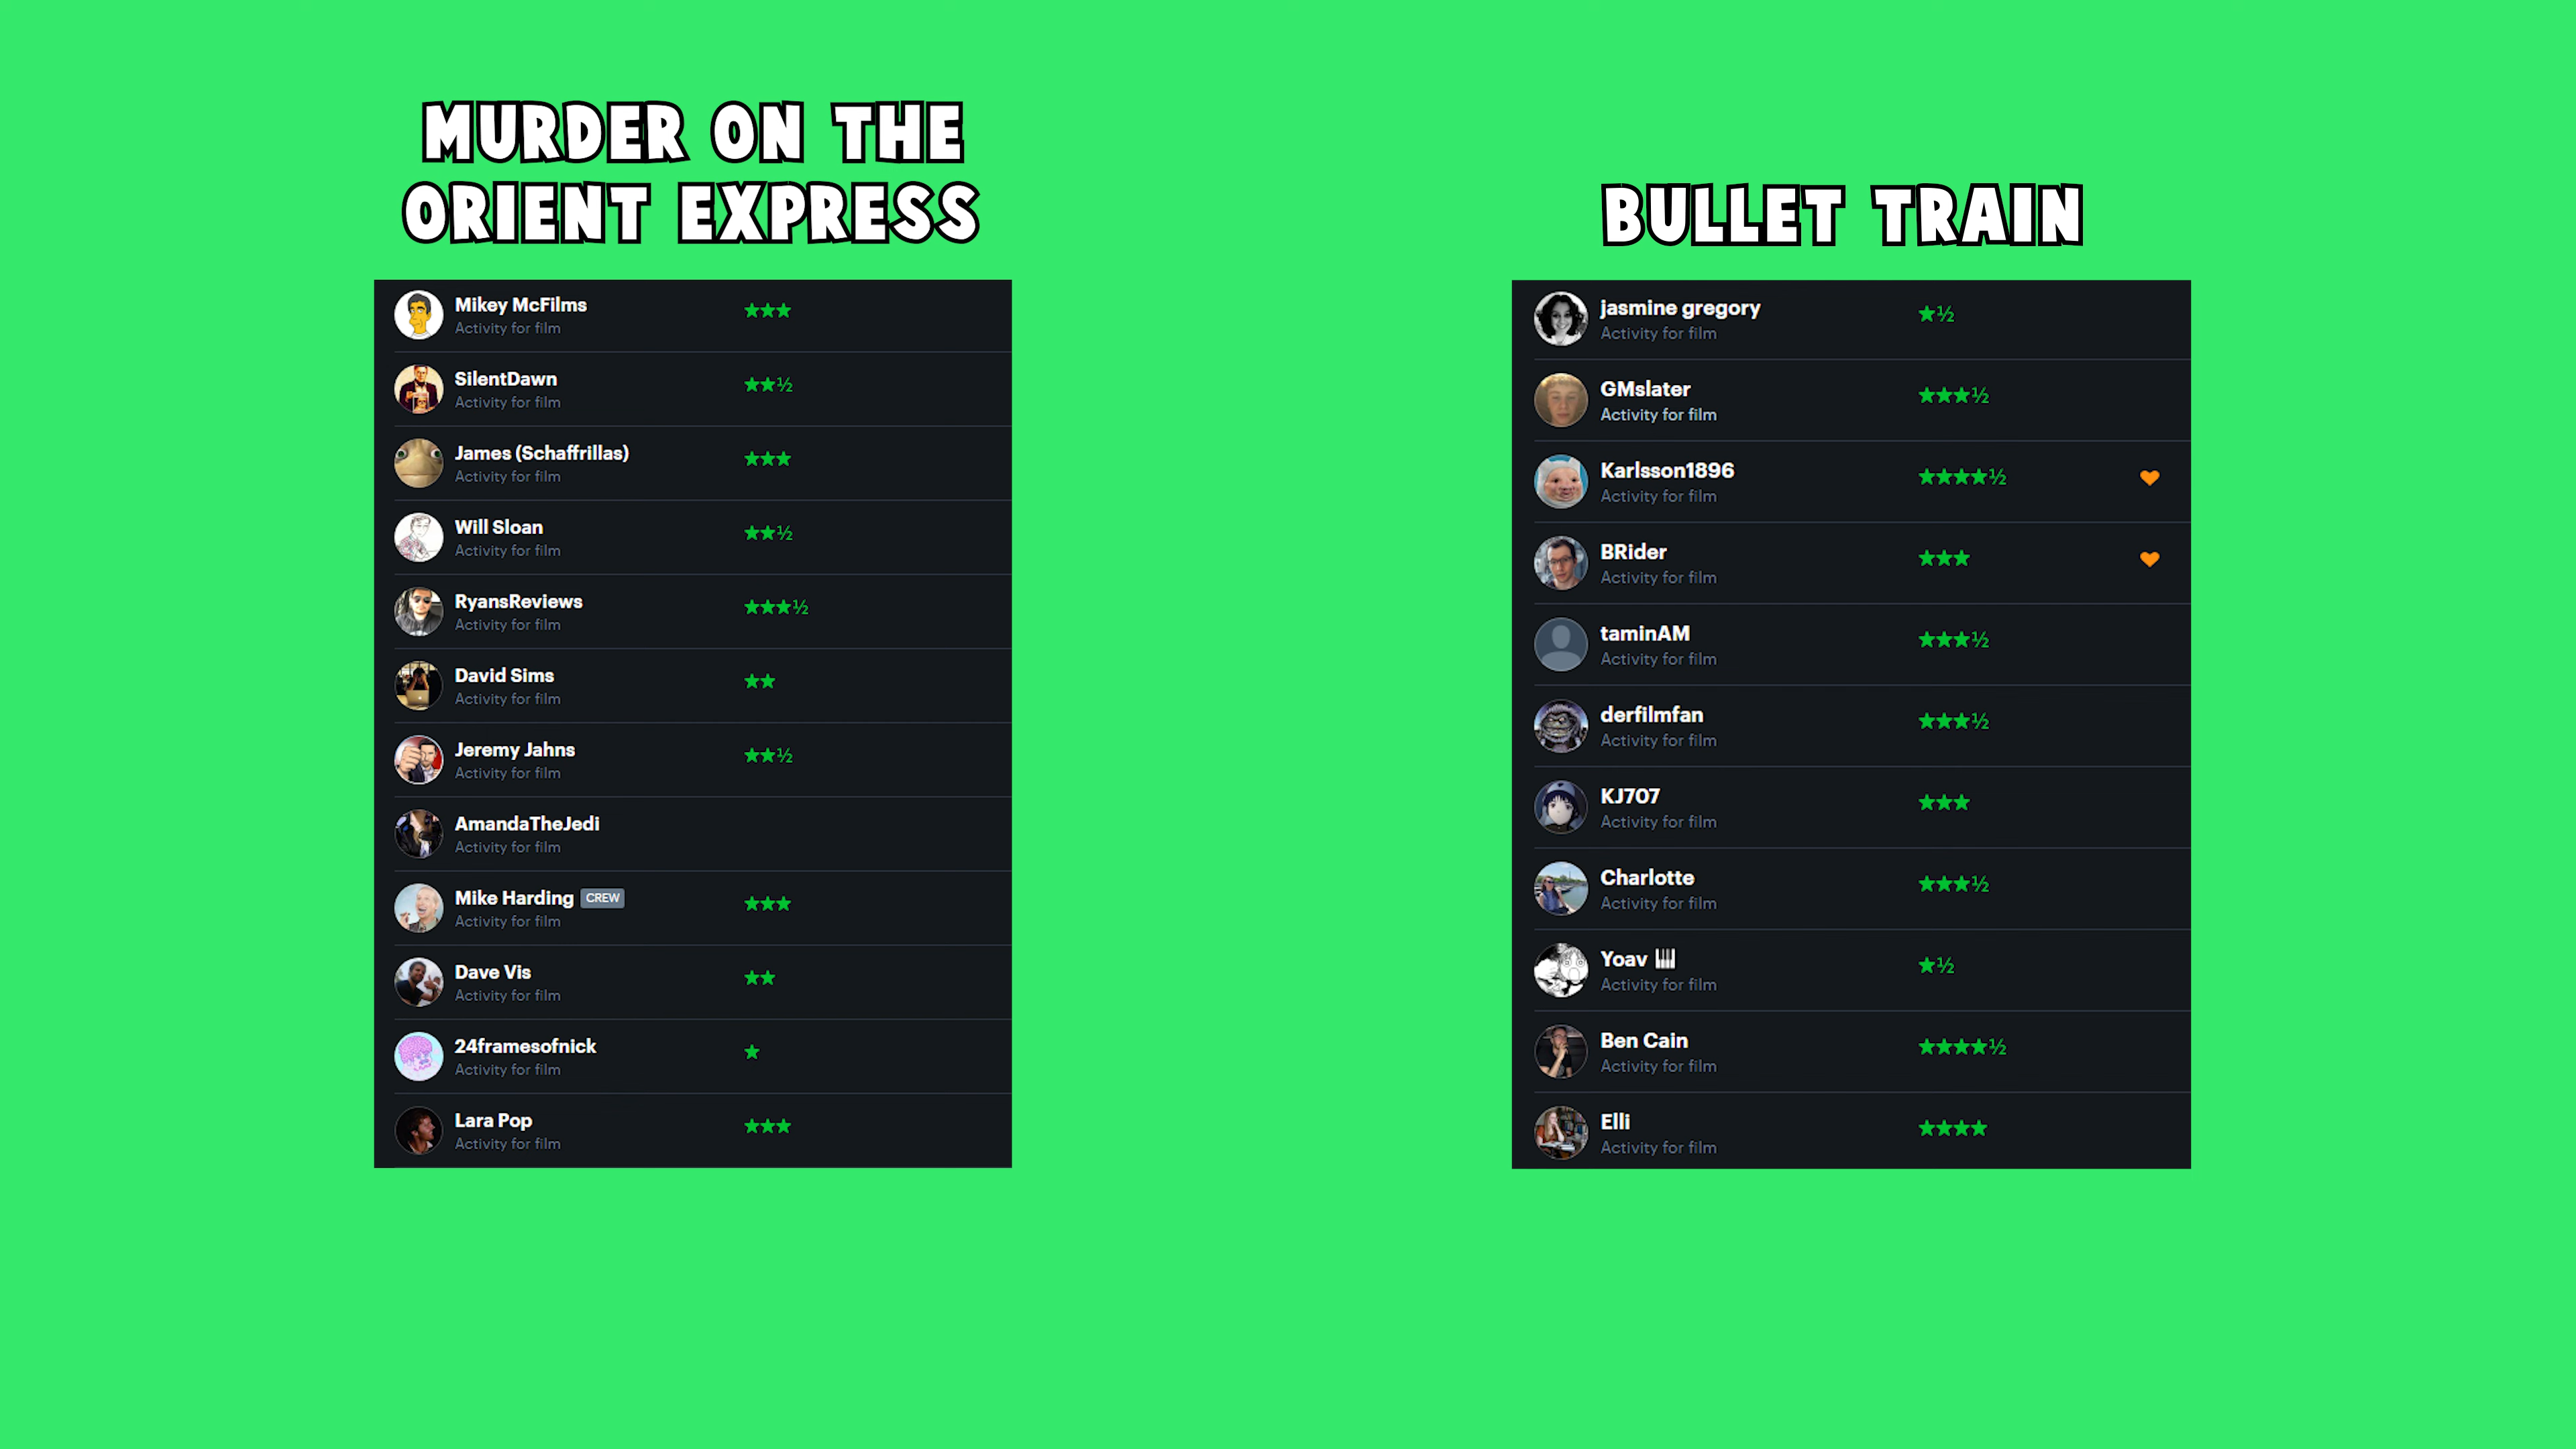 MURDER ON THE
ORIENT EXPRESS
Mikey McFilms ★★★
Activity for film
SilentDawn ★★½
Activity for film
James (Schaffrillas) ★★★
Activity for film
Will Sloan ★★½
Activity for film
RyansReviews ★★★½
Activity for film
David Sims ★★
Activity for film
Jeremy Jahns ★★½
Activity for film
AmandaTheJedi
Activity for film
Mike Harding CREW ★★★
Activity for film
Dave Vis ★★
Activity for film
24framesofnick ★
Activity for film
Lara Pop ★★★
Activity for film
BULLET TRAIN
jasmine gregory ★½
Activity for film
GMslater ★★★½
Activity for film
Karlsson1896 ★★★★½
Activity for film
BRider ★★★
Activity for film
taminAM ★★★½
Activity for film
derfilmfan ★★★½
Activity for film
KJ707 ★★★
Activity for film
Charlotte ★★★½
Activity for film
Yoav ★½
Activity for film
Ben Cain ★★★★½
Activity for film
Elli ★★★★
Activity for film